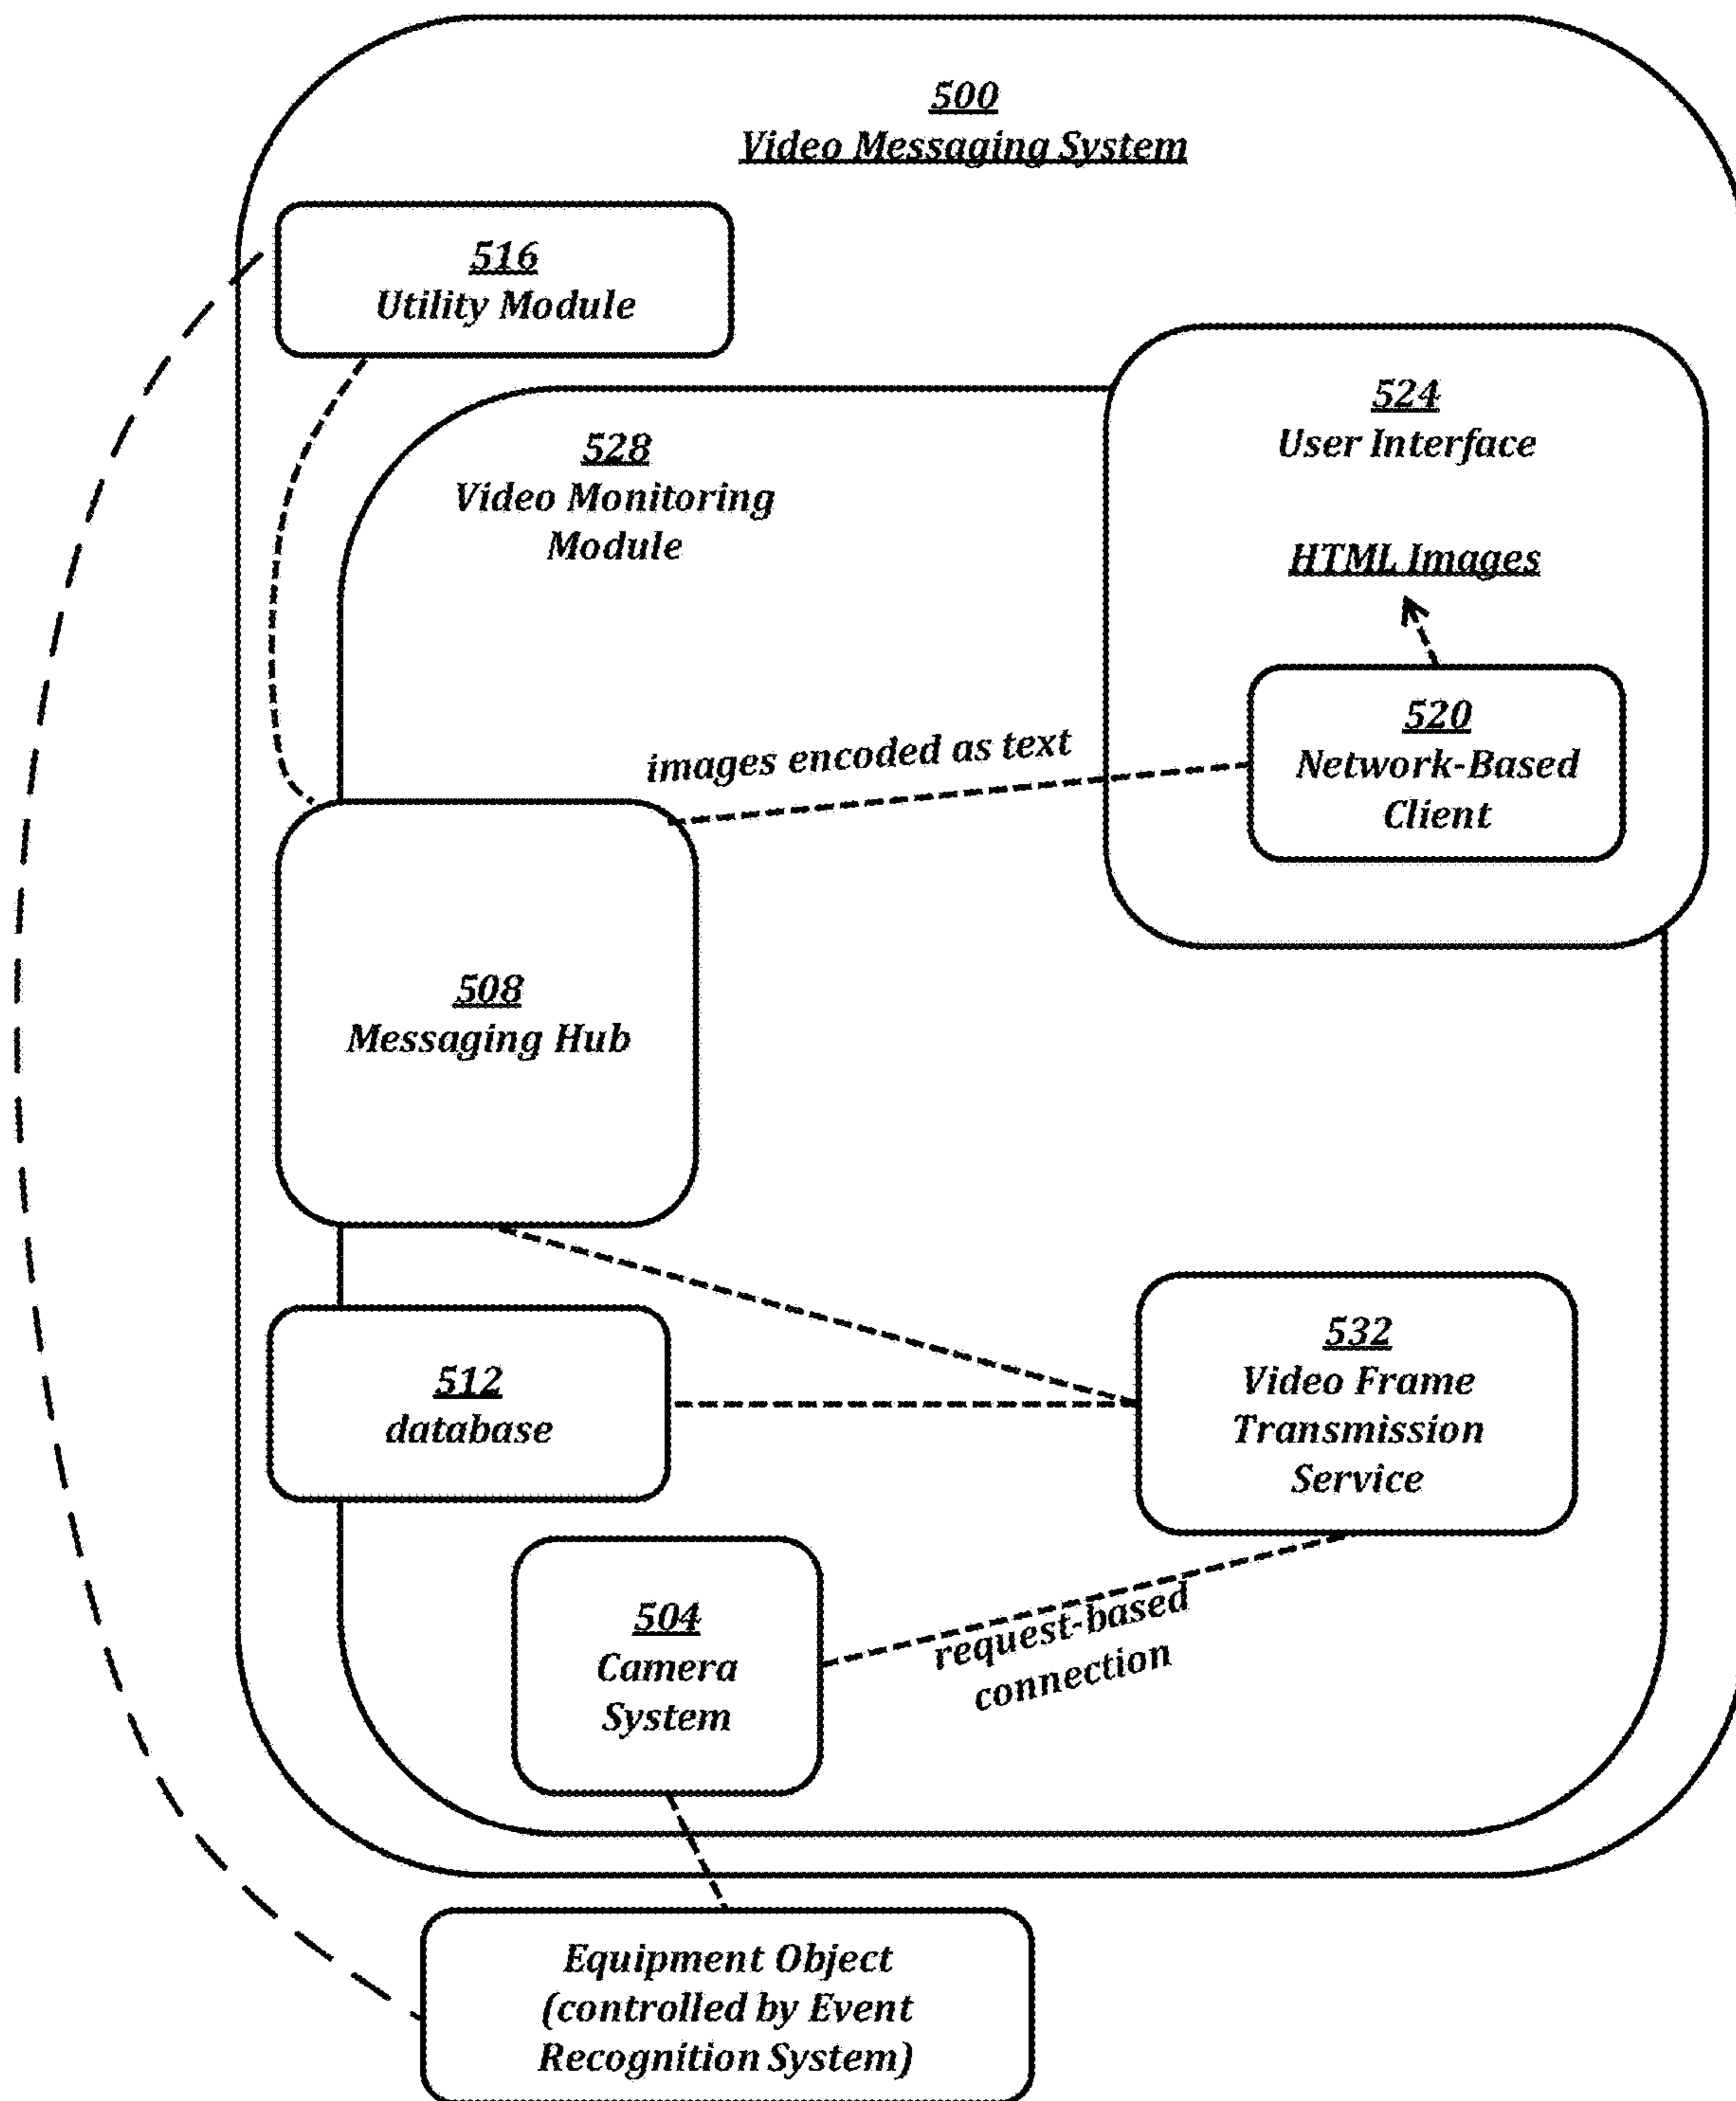 500
Video Messaging System
516
Utility Module
524
User Interface
528
Video Monitoring
Module
HTML Images
520
Network-Based
Client
images encoded as text
508
Messaging Hub
532
Video Frame
Transmission
Service
512
database
504
Camera
System
request-based
connection
Equipment Object
(controlled by Event
Recognition System)